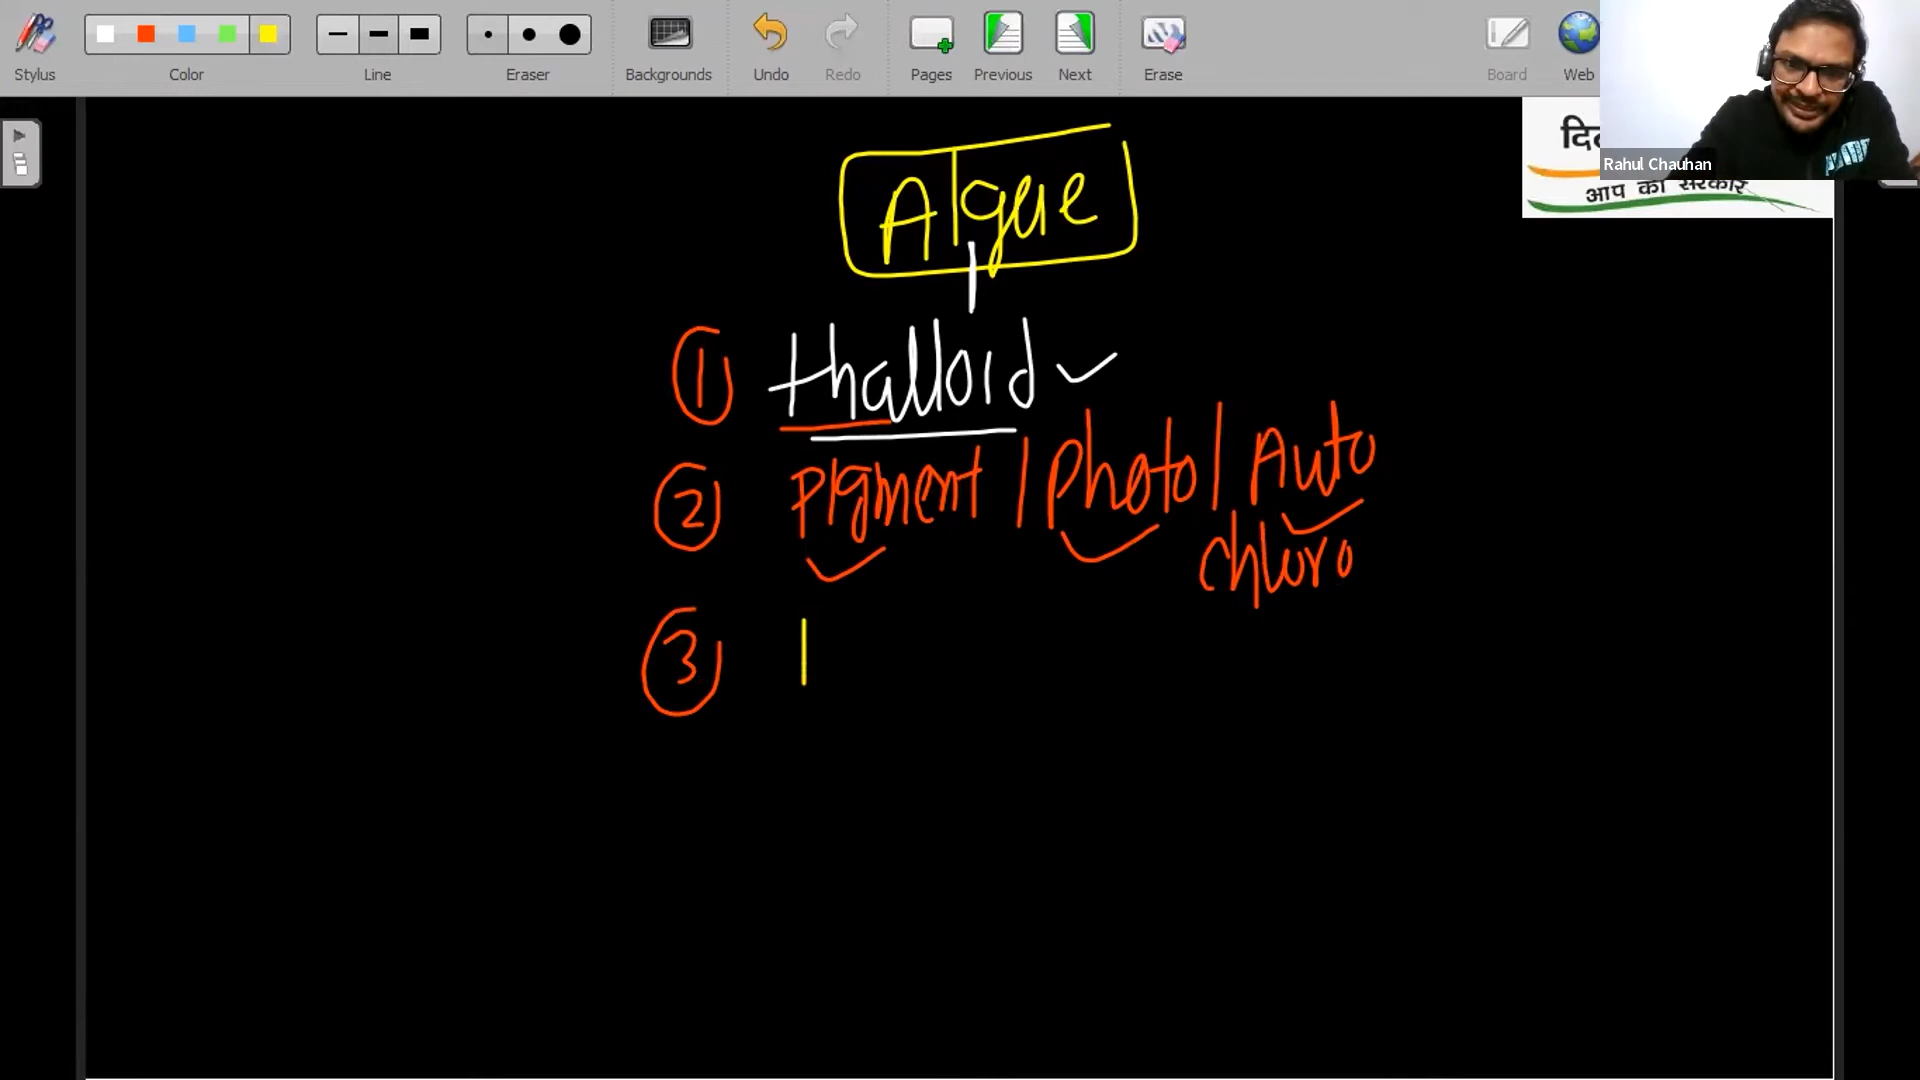 Stylus Color Line Eraser Backgrounds Undo Redo Pages Previous Next Erase Board Web
Rahul Chauhan
आप की सरकार
Algae
1 thalloid
2 Pigment / Photo / Auto
chloro
3